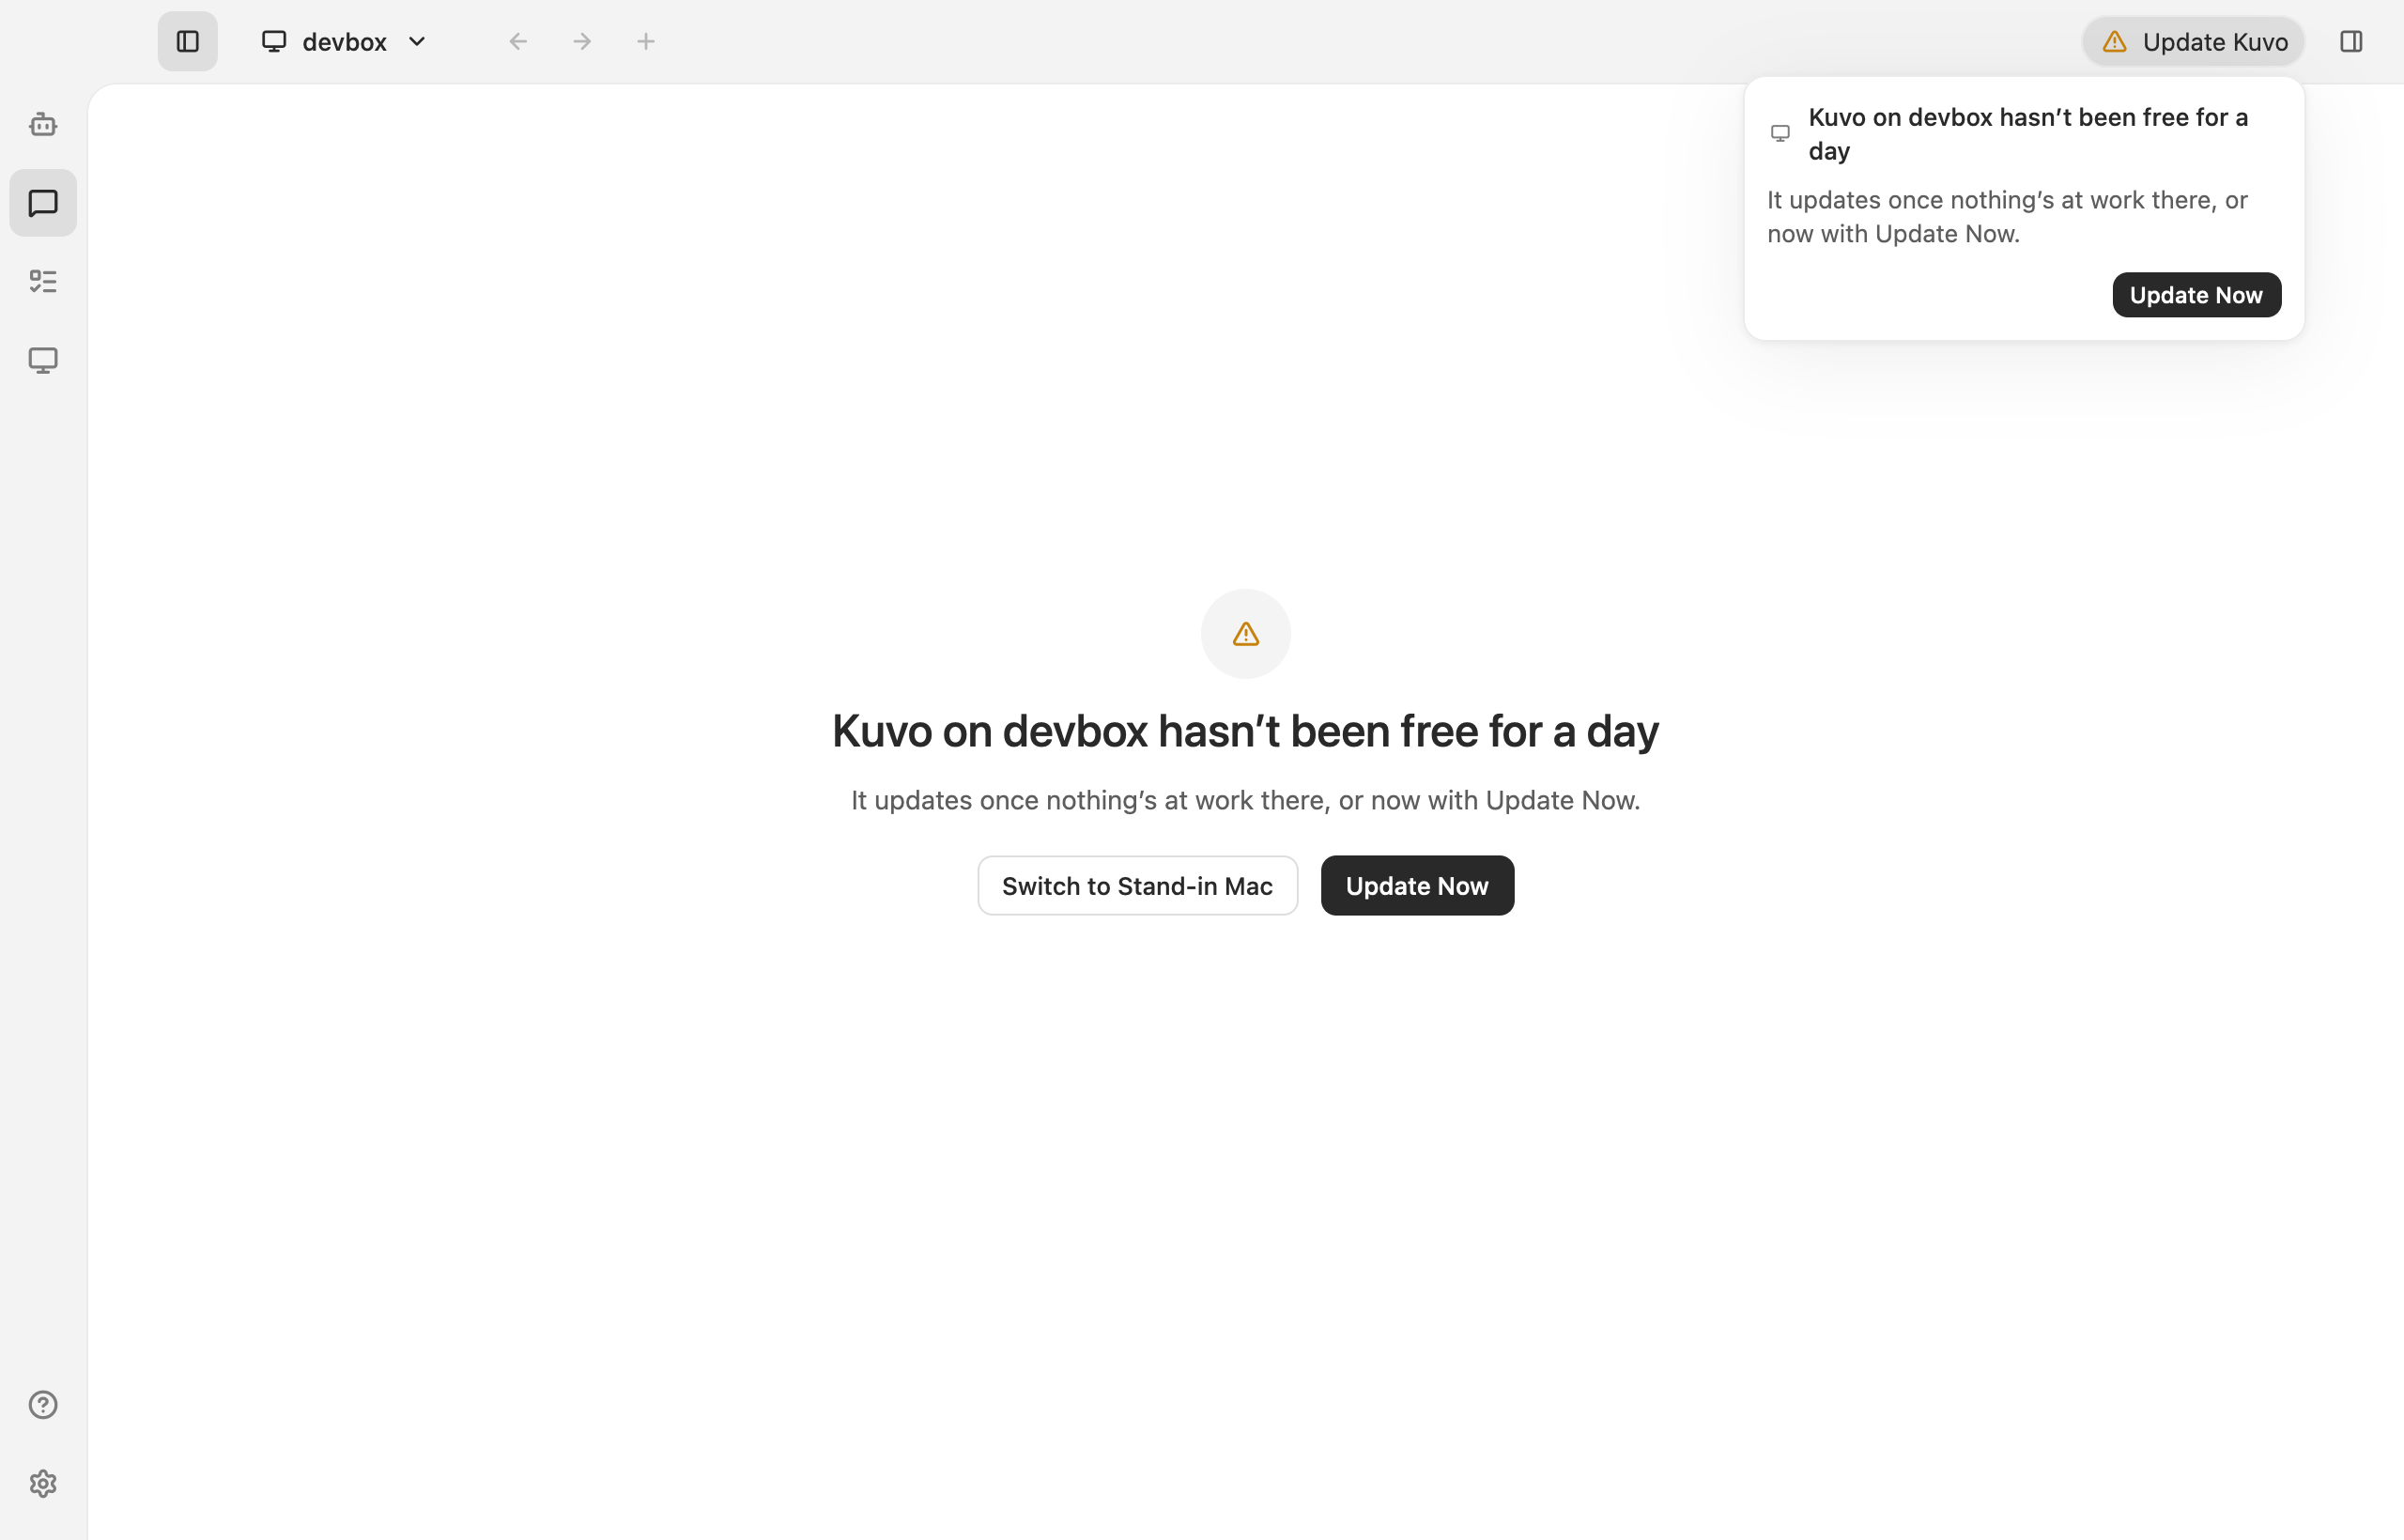 devbox
Update Kuvo
Kuvo on devbox hasn’t been free for a
day
It updates once nothing’s at work there, or
now with Update Now.
Update Now
Kuvo on devbox hasn’t been free for a day
It updates once nothing’s at work there, or now with Update Now.
Switch to Stand-in Mac
Update Now